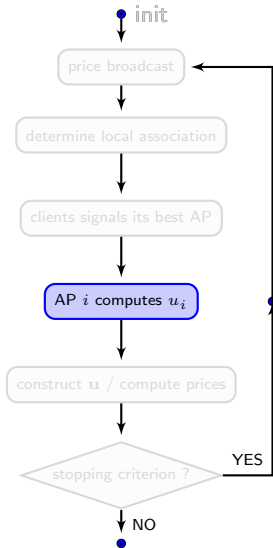 init
price broadcast
determine local association
clients signals its best AP
AP i computes u_i
construct u / compute prices
stopping criterion ?
YES
NO